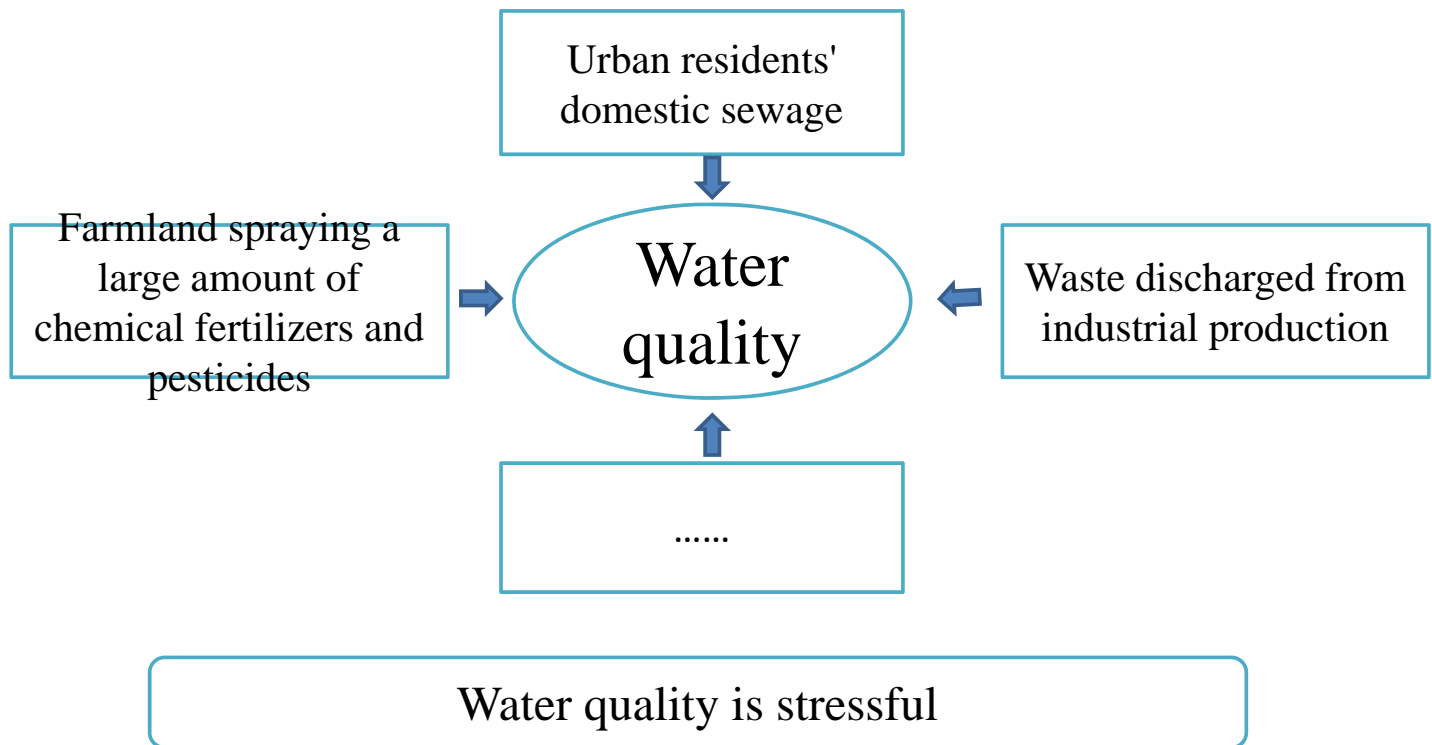 Urban residents'
domestic sewage
Farmland spraying a
large amount of
chemical fertilizers and
pesticides
Water
quality
Waste discharged from
industrial production
......
Water quality is stressful